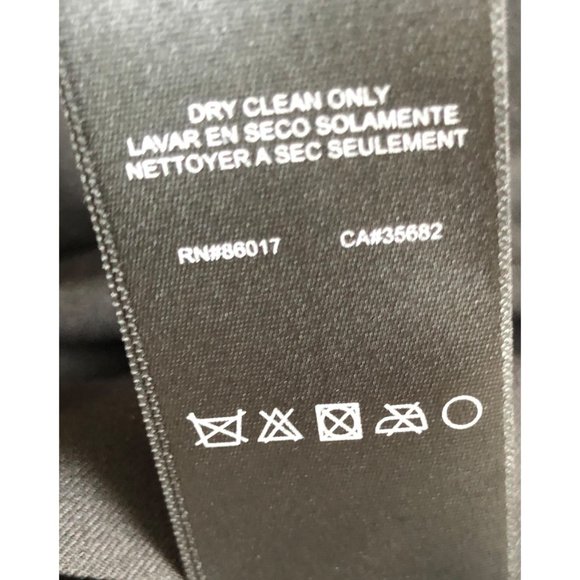 DRY CLEAN ONLY
LAVAR EN SECO SOLAMENTE
NETTOYER A SEC SEULEMENT
RN#86017 CA#35682